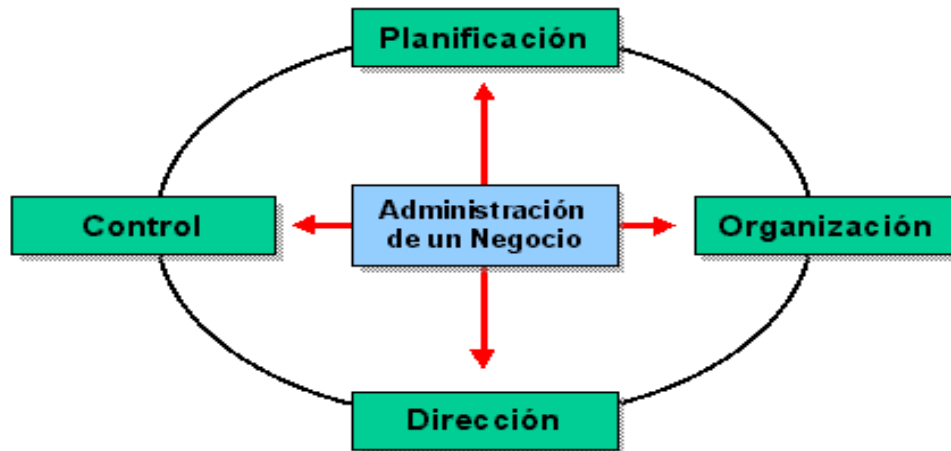 Planificación
Control
Administración
de un Negocio
Organización
Dirección